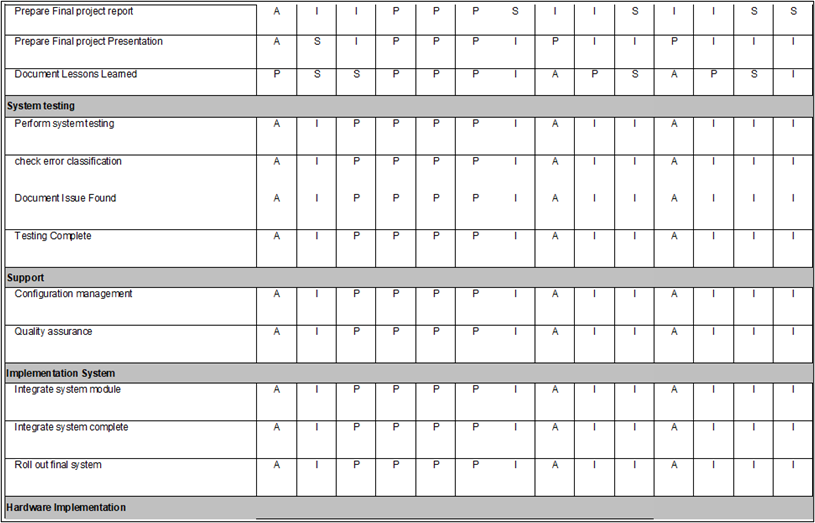 Prepare Final project report A I I P P P S I I S I I S S
Prepare Final project Presentation A S I P P P I P I I P I I I
Document Lessons Learned P S S P P P I A P S A P S I
System testing
Perform system testing A I P P P P I A I I A I I I
check error classification A I P P P P I A I I A I I I
Document Issue Found A I P P P P I A I I A I I I
Testing Complete A I P P P P I A I I A I I I
Support
Configuration management A I P P P P I A I I A I I I
Quality assurance A I P P P P I A I I A I I I
Implementation System
Integrate system module A I P P P P I A I I A I I I
Integrate system complete A I P P P P I A I I A I I I
Roll out final system A I P P P P I A I I A I I I
Hardware Implementation